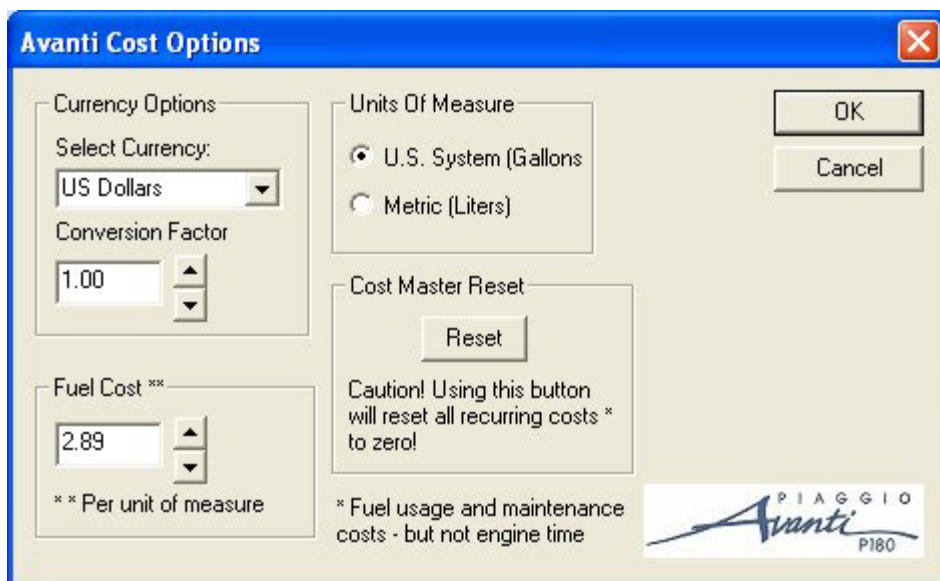 Avanti Cost Options
Currency Options
Select Currency:
US Dollars
Conversion Factor
1.00
Fuel Cost **
2.89
** Per unit of measure
Units Of Measure
U.S. System (Gallons
Metric (Liters)
Cost Master Reset
Reset
Caution! Using this button
will reset all recurring costs *
to zero!
* Fuel usage and maintenance
costs - but not engine time
OK
Cancel
PIAGGIO
Avanti
P180